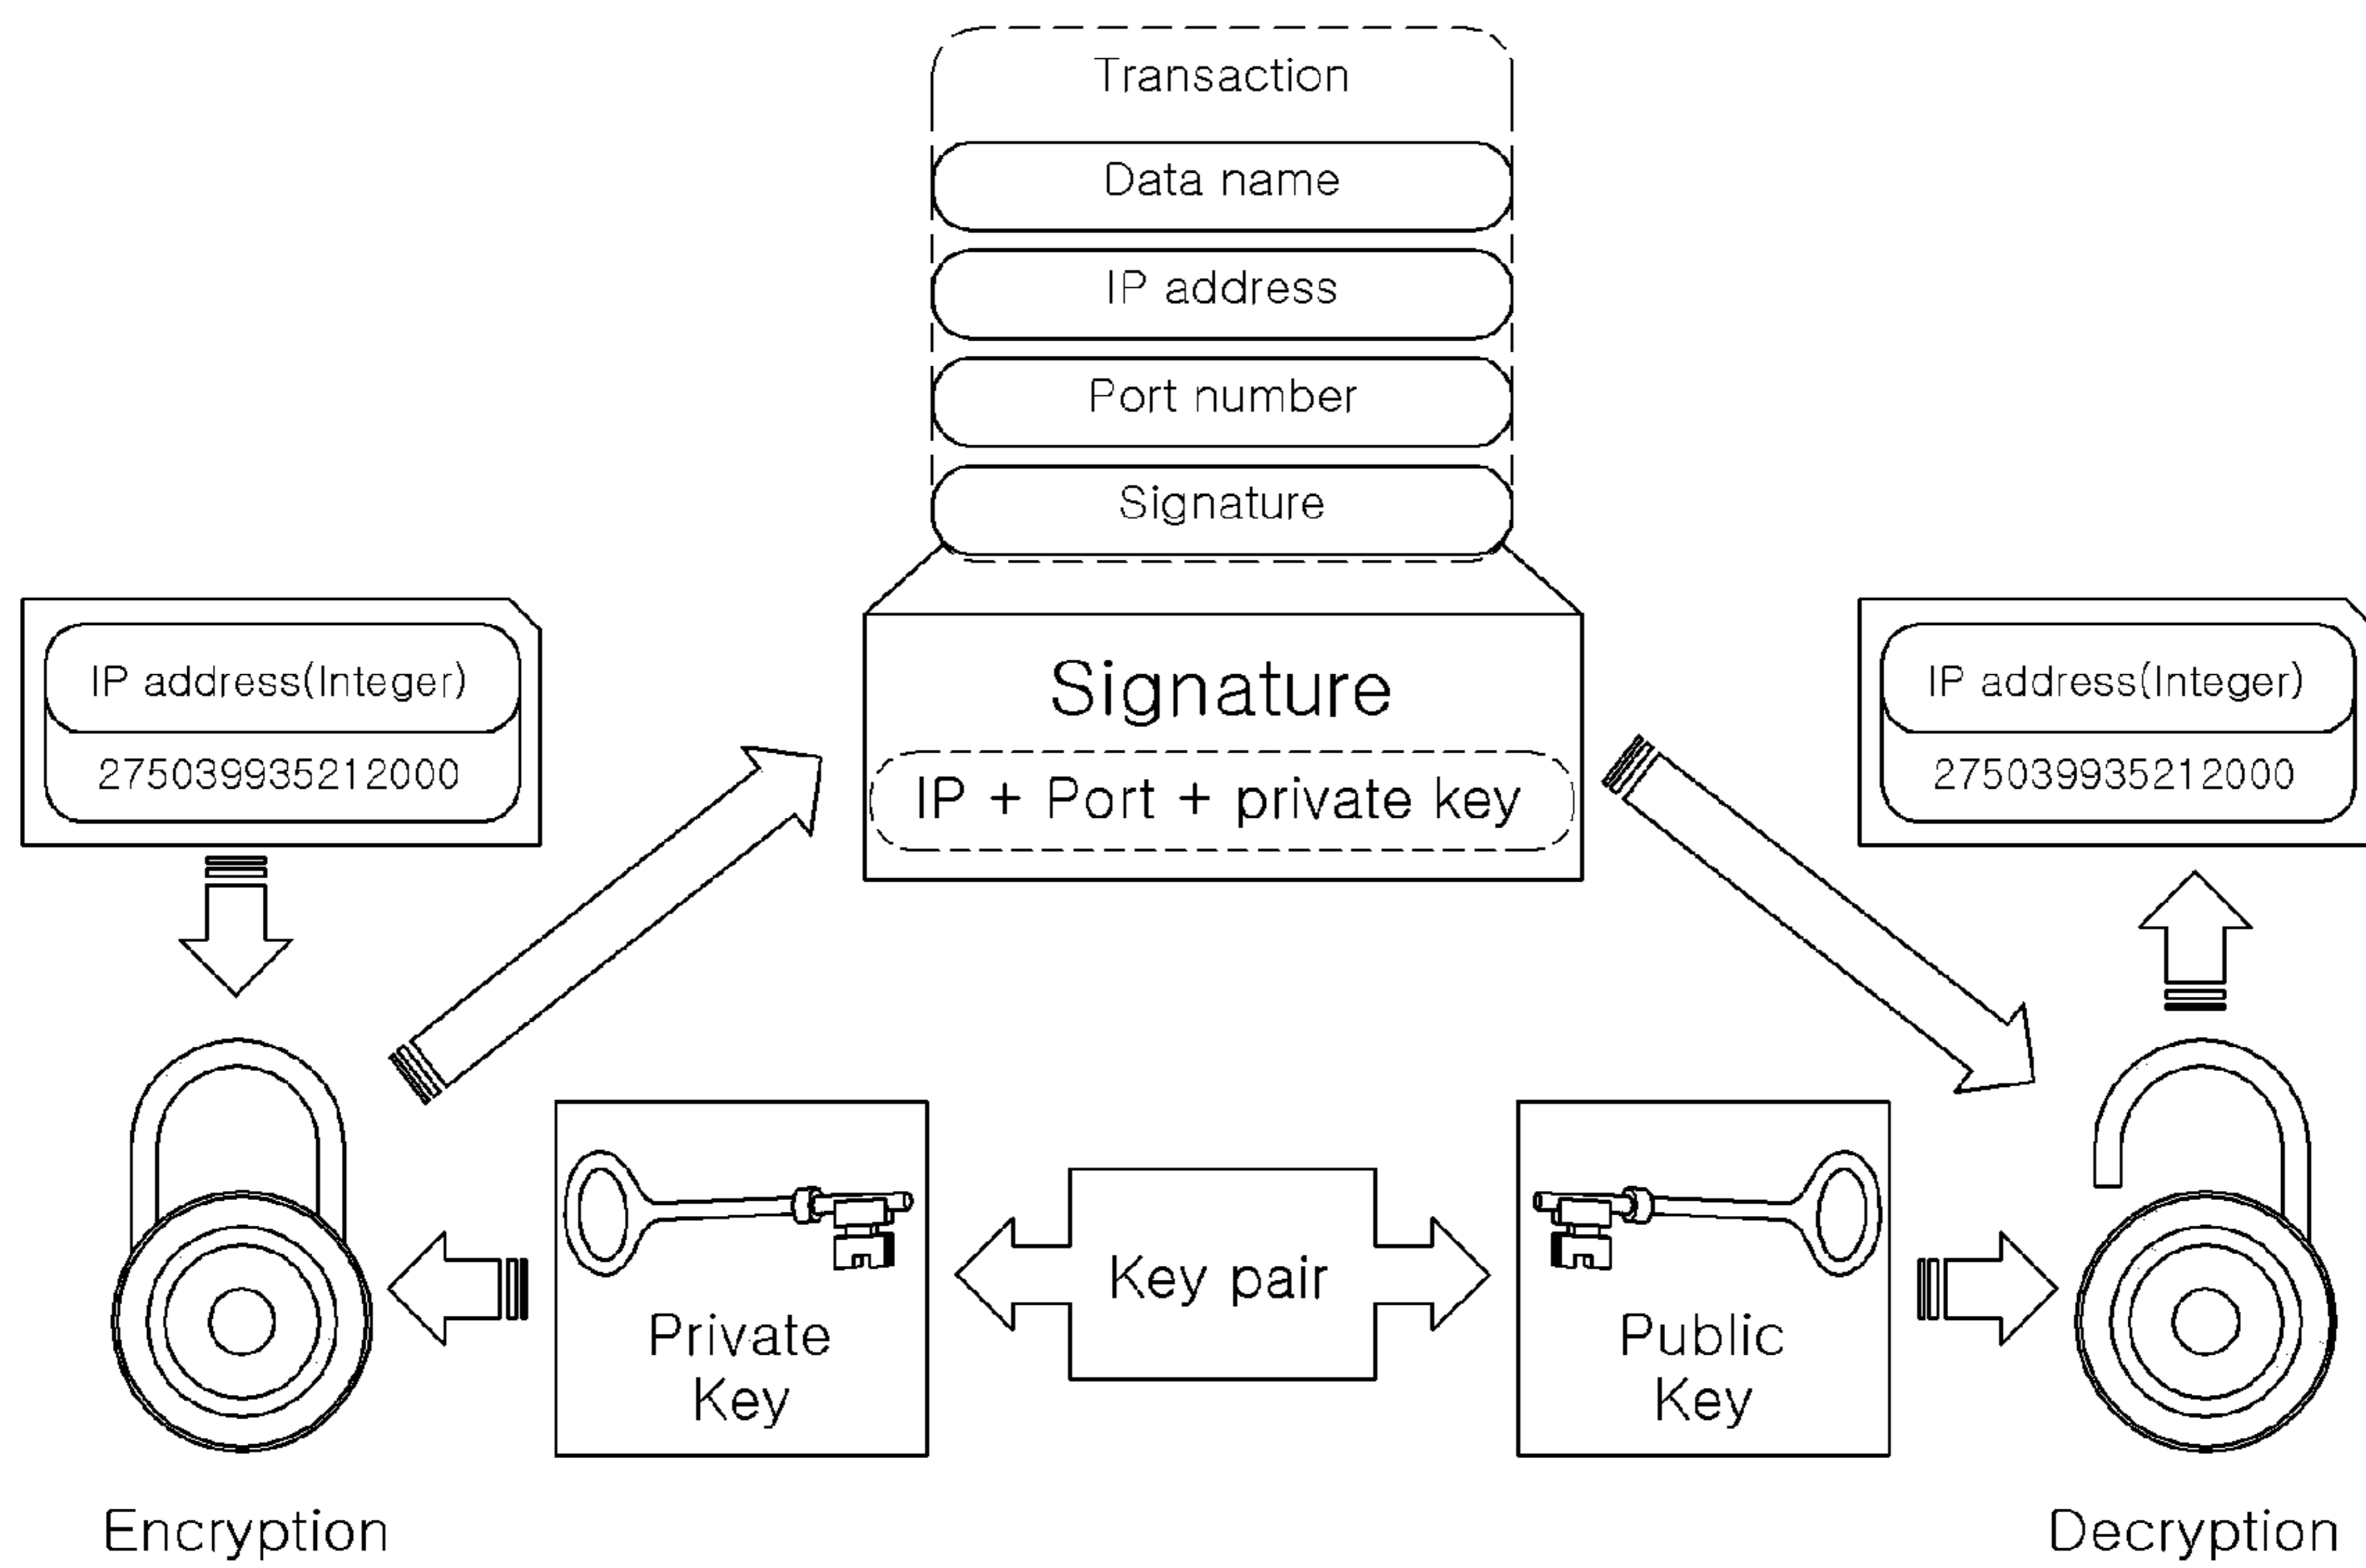 Transaction
Data name
IP address
Port number
Signature
IP address(Integer)
275039935212000
Signature
IP + Port + private key
IP address(Integer)
275039935212000
Private
Key
Key pair
Public
Key
Encryption
Decryption